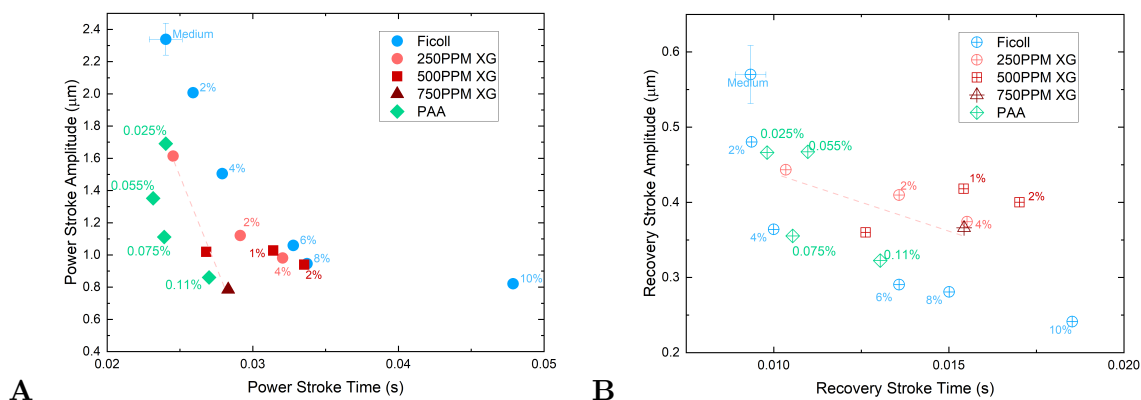 2.4
2.2
2.0
1.8
1.6
1.4
1.2
1.0
0.8
0.6
0.4
Power Stroke Amplitude (μm)
Medium
2%
0.025%
4%
0.055%
2%
0.075%
6%
1%
8%
4%
2%
0.11%
10%
Ficoll
250PPM XG
500PPM XG
750PPM XG
PAA
0.02
0.03
0.04
0.05
Power Stroke Time (s)
A
0.6
0.5
0.4
0.3
0.2
Recovery Stroke Amplitude (μm)
Medium
0.025%
2%
0.055%
1%
2%
2%
4%
4%
0.075%
0.11%
6%
8%
10%
Ficoll
250PPM XG
500PPM XG
750PPM XG
PAA
0.010
0.015
0.020
Recovery Stroke Time (s)
B